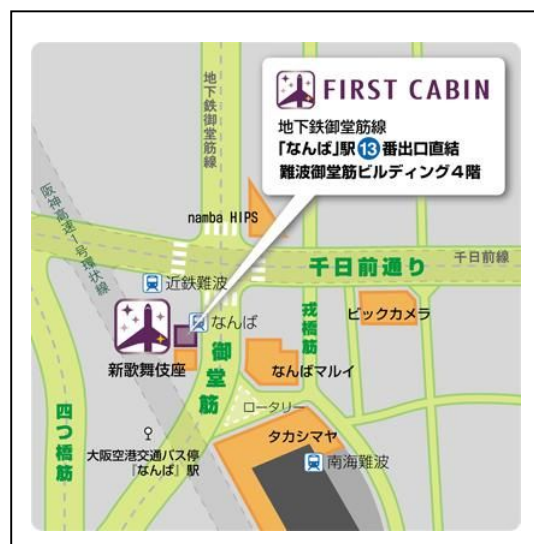 FIRST CABIN
地下鉄御堂筋線
「なんば」駅13番出口直結
難波御堂筋ビルディング4階
地下鉄御堂筋線
阪神高速1号環状線
namba HIPS
千日前線
千日前通り
近鉄難波
なんば
戎橋筋
ビックカメラ
新歌舞伎座
御堂筋
なんばマルイ
四つ橋筋
ロータリー
タカシマヤ
大阪空港交通バス停
『なんば』駅
南海難波